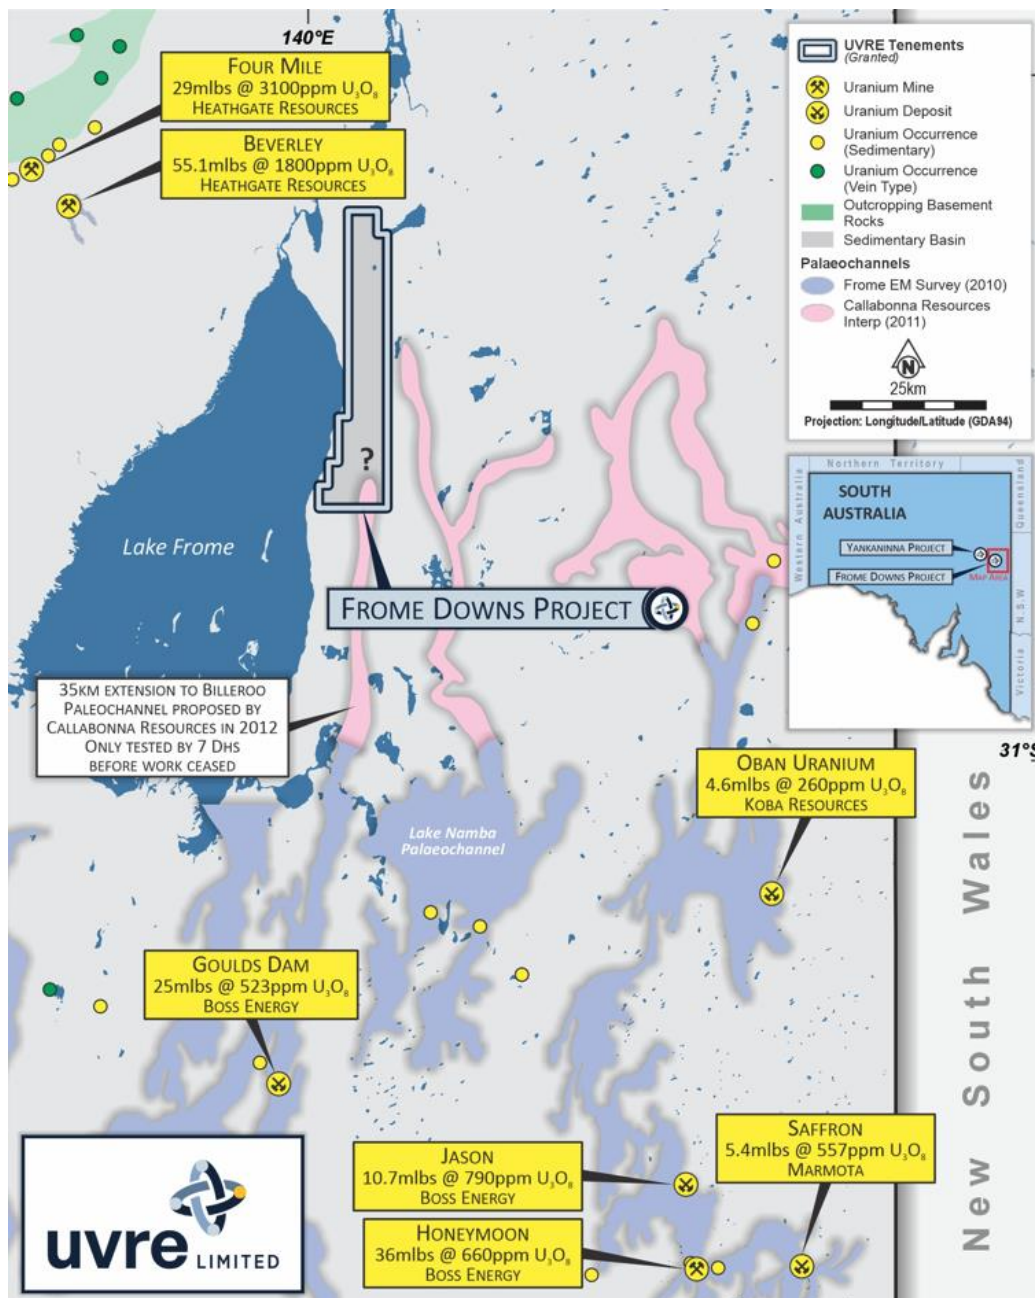 140°E
FOUR MILE
29mlbs @ 3100ppm U₃O₈
HEATHGATE RESOURCES
BEVERLEY
55.1mlbs @ 1800ppm U₃O₈
HEATHGATE RESOURCES
UVRE Tenements
(Granted)
Uranium Mine
Uranium Deposit
Uranium Occurrence
(Sedimentary)
Uranium Occurrence
(Vein Type)
Outcropping Basement
Rocks
Sedimentary Basin
Palaeochannels
Frome EM Survey (2010)
Callabonna Resources
Interp (2011)
N
25km
Projection: Longitude/Latitude (GDA94)
?
Lake Frome
FROME DOWNS PROJECT
Northern Territory
Western Australia
Queensland
SOUTH
AUSTRALIA
YANKANINNA PROJECT
FROME DOWNS PROJECT
MAP AREA
N.S.W
Victoria
31°S
35KM EXTENSION TO BILLEROO
PALEOCHANNEL PROPOSED BY
CALLABONNA RESOURCES IN 2012
ONLY TESTED BY 7 DHS
BEFORE WORK CEASED
OBAN URANIUM
4.6mlbs @ 260ppm U₃O₈
KOBA RESOURCES
Lake Namba
Palaeochannel
New South Wales
GOULDS DAM
25mlbs @ 523ppm U₃O₈
BOSS ENERGY
JASON
10.7mlbs @ 790ppm U₃O₈
BOSS ENERGY
SAFFRON
5.4mlbs @ 557ppm U₃O₈
MARMOTA
HONEYMOON
36mlbs @ 660ppm U₃O₈
BOSS ENERGY
uvre LIMITED